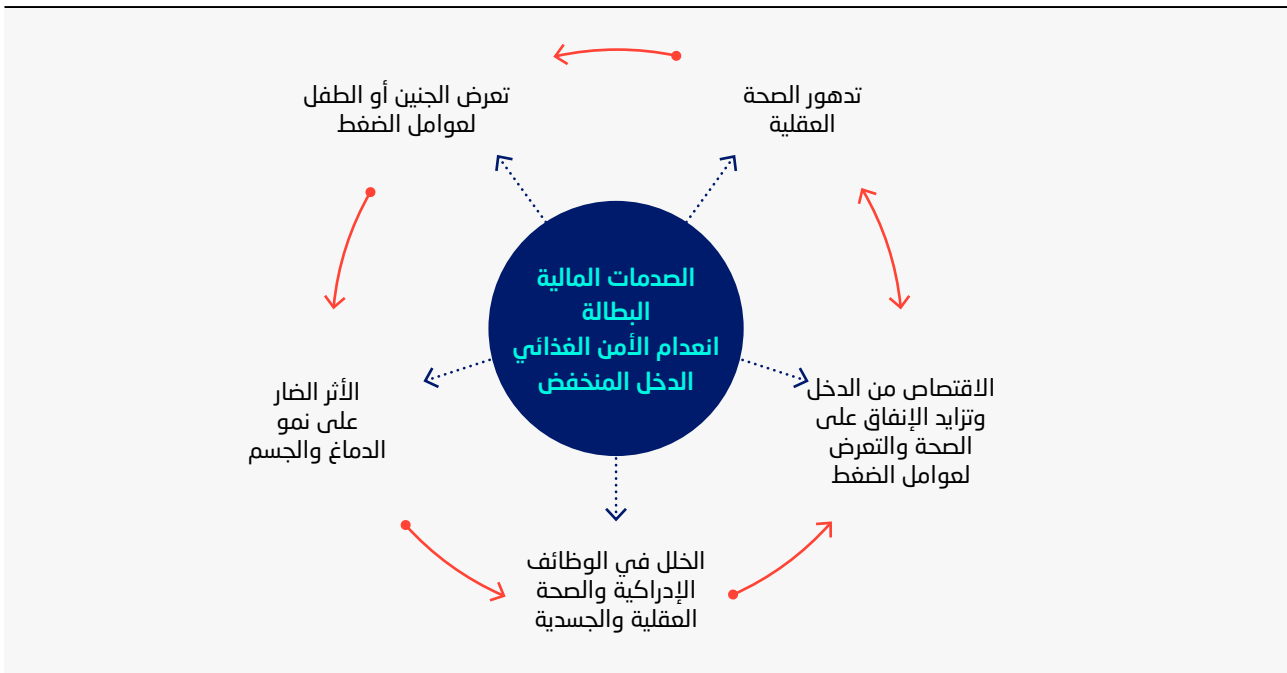 تدهور الصحة
العقلية
تعرض الجنين أو الطفل
لعوامل الضغط
الصدمات المالية
البطالة
انعدام الأمن الغذائي
الدخل المنخفض
الاقتصاص من الدخل
وتزايد الإنفاق على
الصحة والتعرض
لعوامل الضغط
الأثر الضار
على نمو
الدماغ والجسم
الخلل في الوظائف
الإدراكية والصحة
العقلية والجسدية